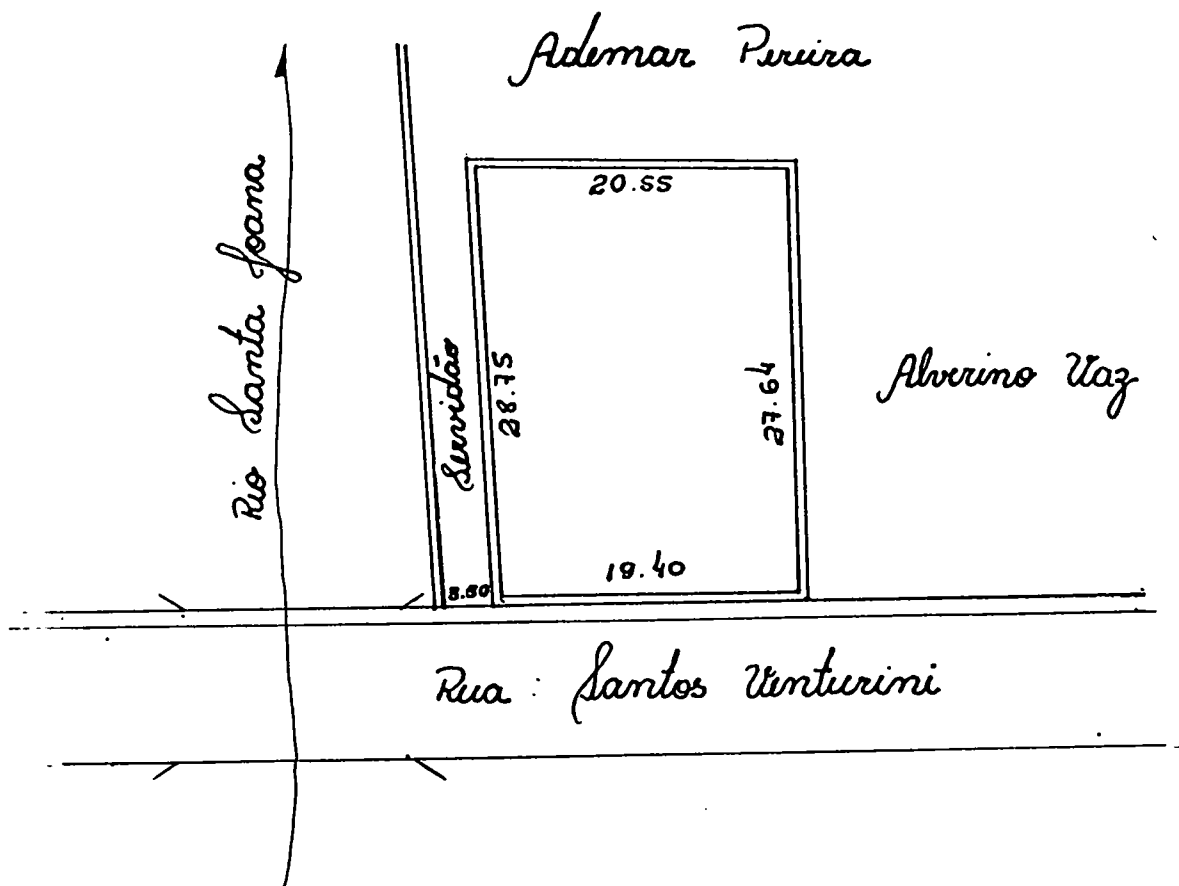 Ademar Pereira
20.55
Rio Santa Joana
Servidão
28.75
27.64
Alverino Vaz
19.40
3.60
Rua : Santos Venturini